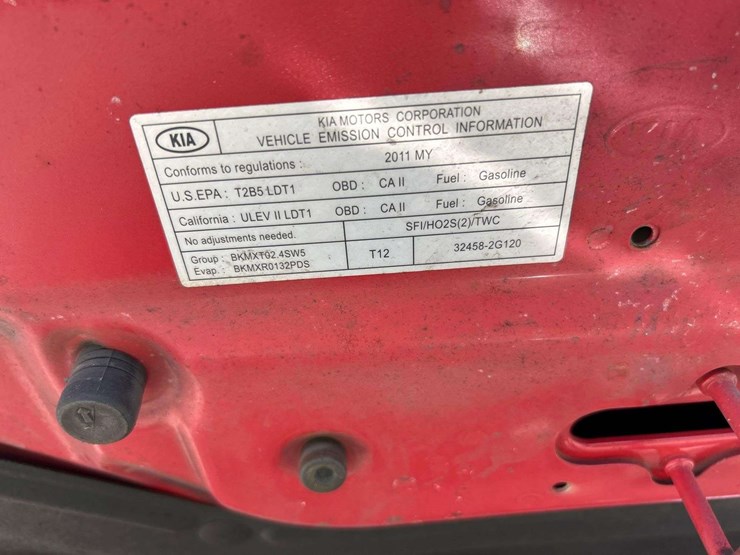 KIA
KIA MOTORS CORPORATION
VEHICLE EMISSION CONTROL INFORMATION
Conforms to regulations : 2011 MY
U.S.EPA : T2B5 LDT1 OBD : CA II Fuel : Gasoline
California : ULEV II LDT1 OBD : CA II Fuel : Gasoline
No adjustments needed. SFI/HO2S(2)/TWC
Group : BKMXT02.4SW5
Evap. : BKMXR0132PDS
T12 32458-2G120